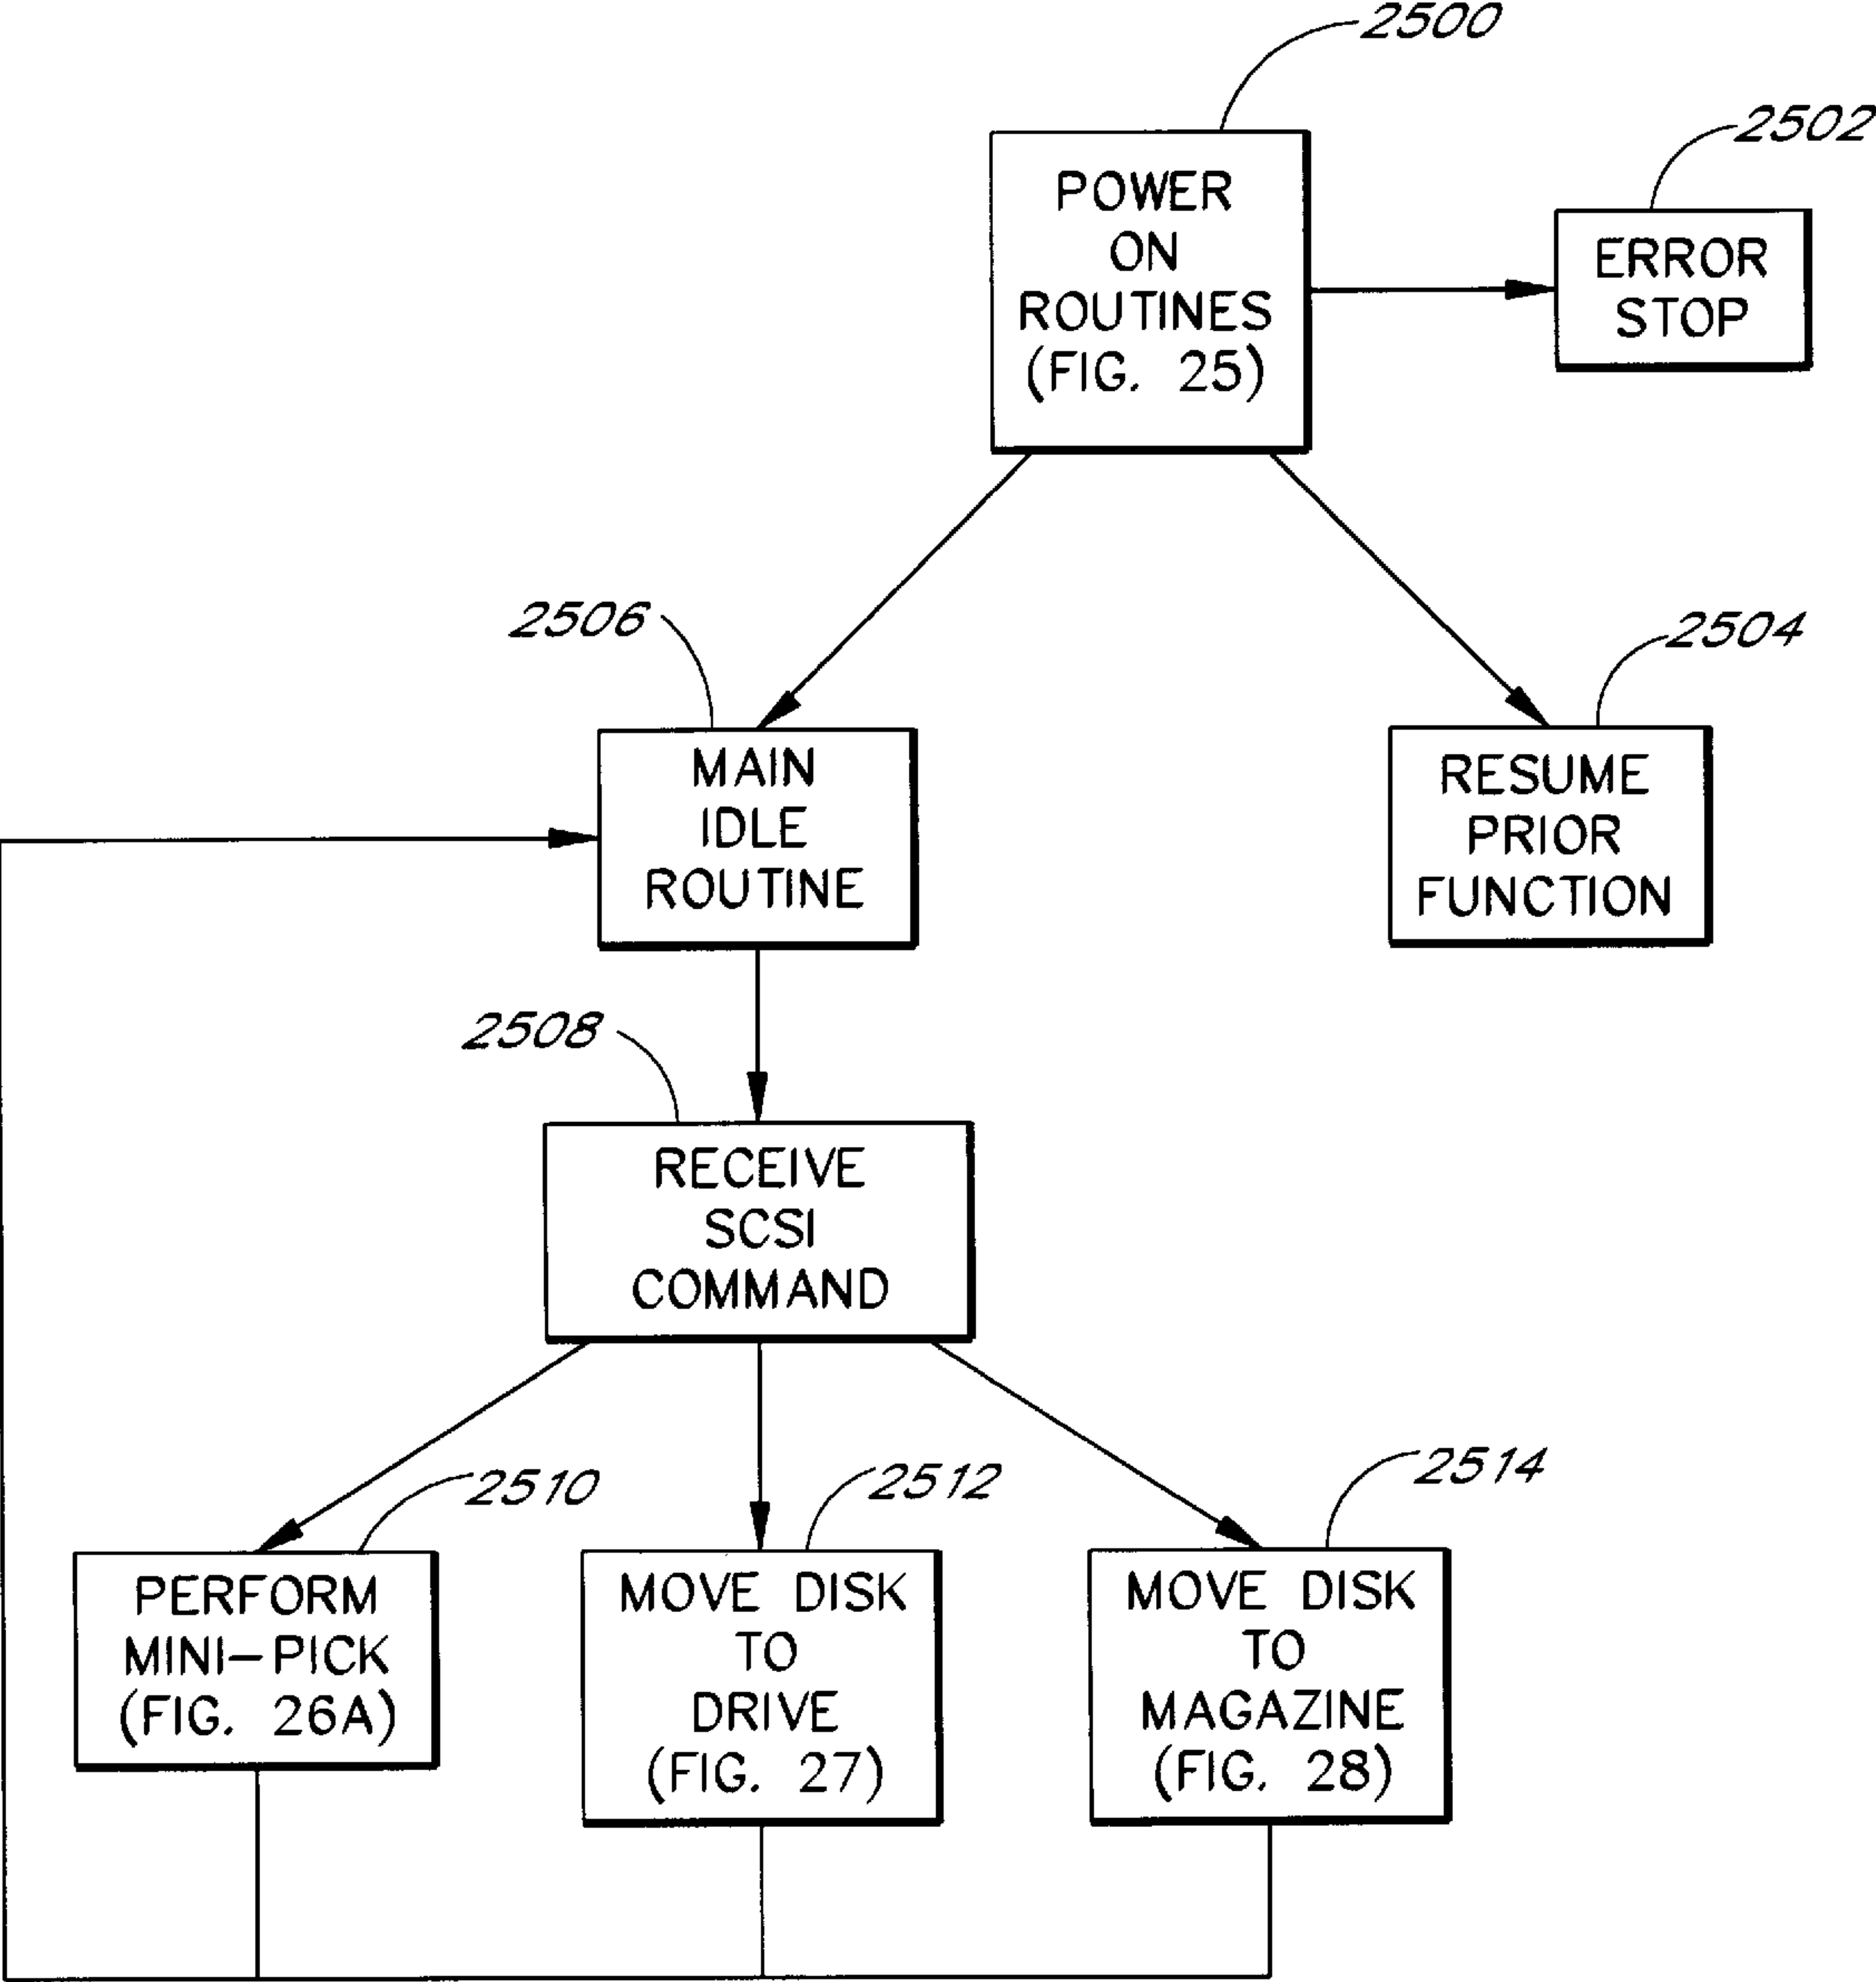 2500
POWER
ON
ROUTINES
(FIG. 25)
2502
ERROR
STOP
2506
MAIN
IDLE
ROUTINE
2504
RESUME
PRIOR
FUNCTION
2508
RECEIVE
SCSI
COMMAND
2510
PERFORM
MINI-PICK
(FIG. 26A)
2512
MOVE DISK
TO
DRIVE
(FIG. 27)
2514
MOVE DISK
TO
MAGAZINE
(FIG. 28)